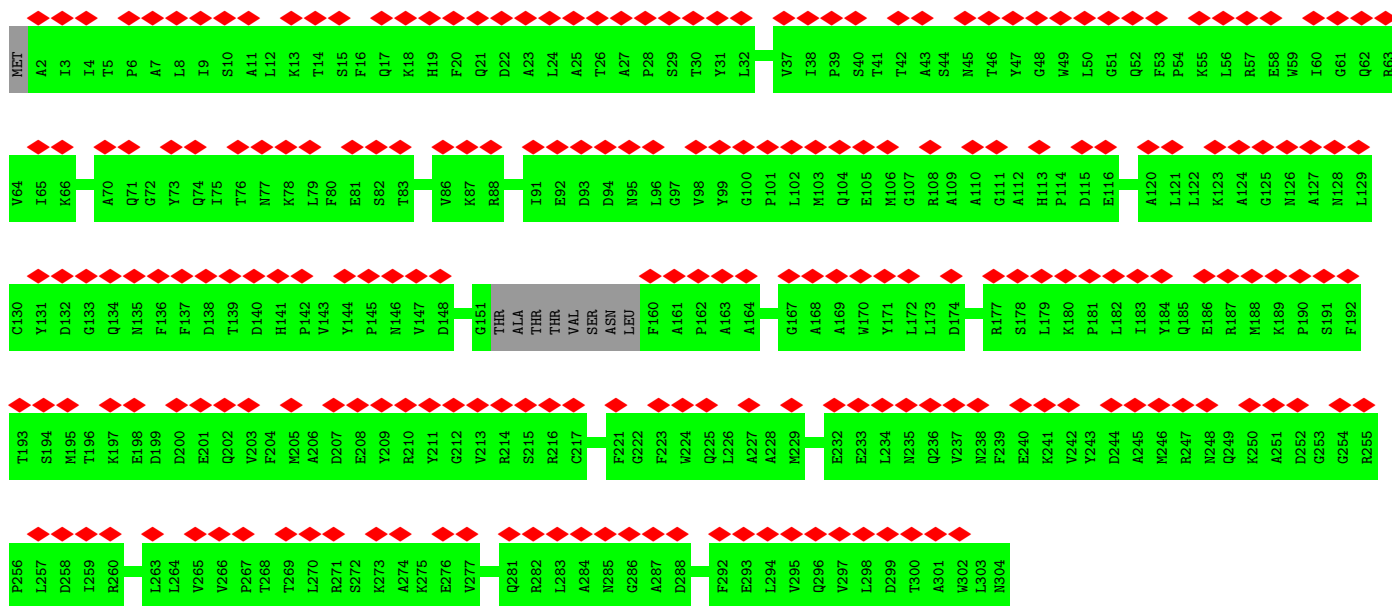 MET A2 I3 I4 T5 P6 A7 L8 I9 S10 A11 L12 K13 T14 S15 F16 Q17 K18 H19 F20 Q21 D22 A23 L24 A25 T26 A27 P28 S29 T30 Y31 L32 V37 I38 P39 S40 T41 T42 A43 S44 N45 T46 Y47 G48 W49 L50 G51 Q52 F53 P54 K55 L56 R57 E58 W59 I60 G61 Q62 R63
V64 I65 K66 A70 Q71 G72 Y73 Q74 I75 T76 N77 K78 L79 F80 E81 S82 T83 V86 K87 R88 I91 E92 D93 D94 N95 L96 G97 V98 Y99 G100 P101 L102 M103 Q104 E105 M106 G107 R108 A109 A110 G111 A112 H113 P114 D115 E116 A120 L121 L122 K123 A124 G125 N126 A127 N128 L129
C130 Y131 D132 G133 Q134 N135 F136 F137 D138 T139 D140 H141 P142 V143 Y144 P145 N146 V147 D148 G151 THR ALA THR THR VAL SER ASN LEU F160 A161 P162 A163 A164 G167 A168 A169 W170 Y171 L172 L173 D174 R177 S178 L179 K180 P181 L182 I183 Y184 Q185 E186 R187 M188 K189 P190 S191 F192
T193 S194 M195 T196 K197 E198 D199 D200 E201 Q202 V203 F204 M205 A206 D207 E208 Y209 R210 Y211 G212 V213 R214 S215 R216 C217 F221 G222 F223 W224 Q225 L226 A227 A228 M229 E232 E233 L234 N235 Q236 V237 N238 F239 E240 K241 V242 Y243 D244 A245 M246 R247 N248 Q249 K250 A251 D252 G253 G254 R255
P256 L257 D258 I259 R260 L263 L264 V265 V266 P267 T268 T269 L270 R271 S272 K273 A274 K275 E276 V277 Q281 R282 L283 A284 N285 G286 A287 D288 F292 E293 L294 V295 Q296 V297 L298 D299 T300 A301 W302 L303 N304